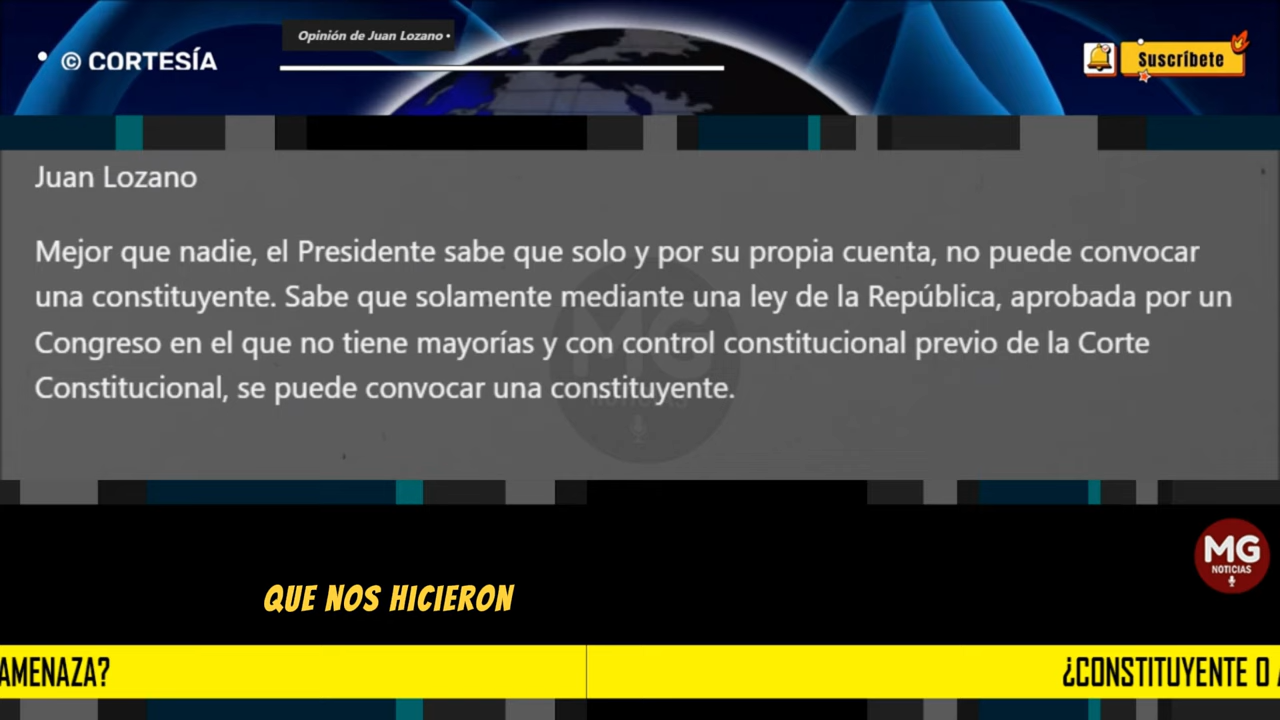 Opinión de Juan Lozano •
• © CORTESÍA
Suscríbete
Juan Lozano
Mejor que nadie, el Presidente sabe que solo y por su propia cuenta, no puede convocar
una constituyente. Sabe que solamente mediante una ley de la República, aprobada por un
Congreso en el que no tiene mayorías y con control constitucional previo de la Corte
Constitucional, se puede convocar una constituyente.
MG
NOTICIAS
MG
NOTICIAS
QUE NOS HICIERON
AMENAZA?
¿CONSTITUYENTE O